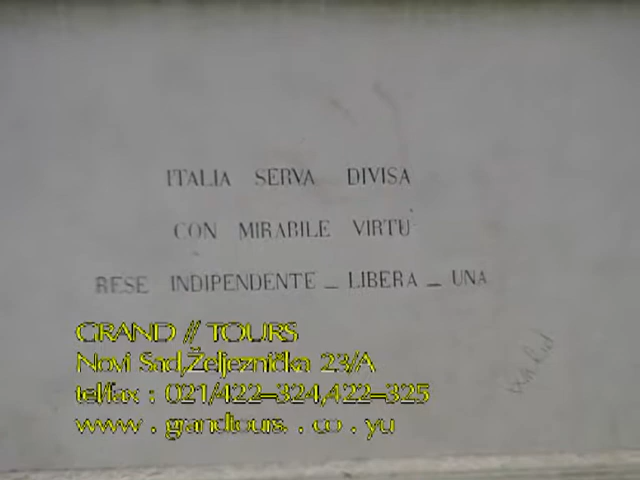 ITALIA SERVA DIVISA
CON MIRABILE VIRTU
RESE INDIPENDENTE _ LIBERA _ UNA
GRAND // TOURS
Novi Sad,Željeznička 23/A
tel/fax : 021/422-324,422-325
www . grandtours . co . yu